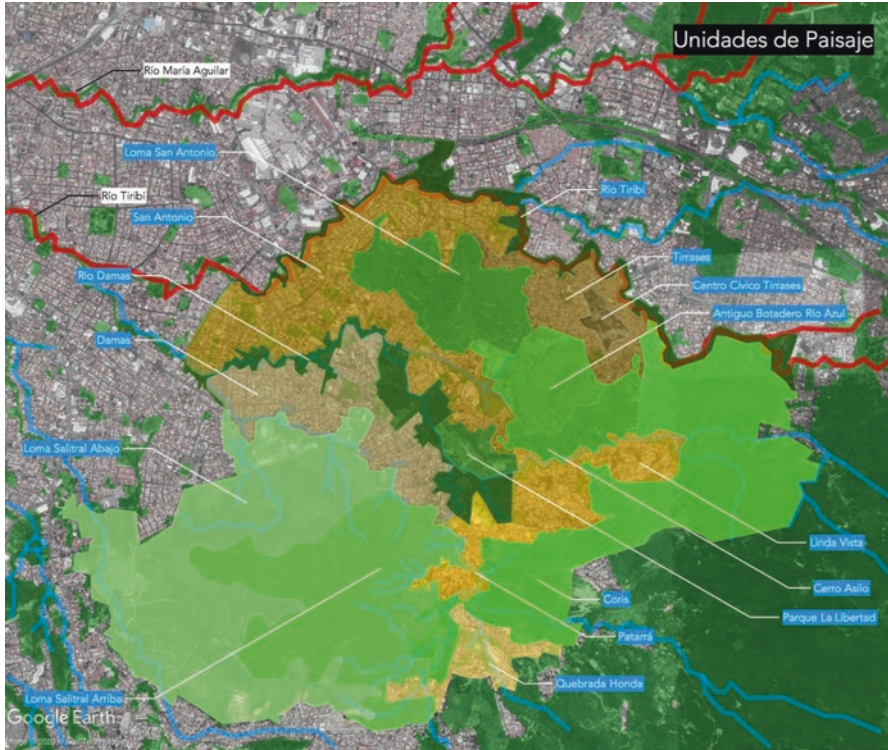 Unidades de Paisaje
Río María Aguilar
Loma San Antonio
Río Tiribí
Río Tiribí
San Antonio
Tirrases
Río Damas
Centro Cívico Tirrases
Antiguo Botadero Río Azul
Damas
Loma Salitral Abajo
Linda Vista
Cerro Asilo
Coris
Parque La Libertad
Patarrá
Quebrada Honda
Loma Salitral Arriba
Google Earth